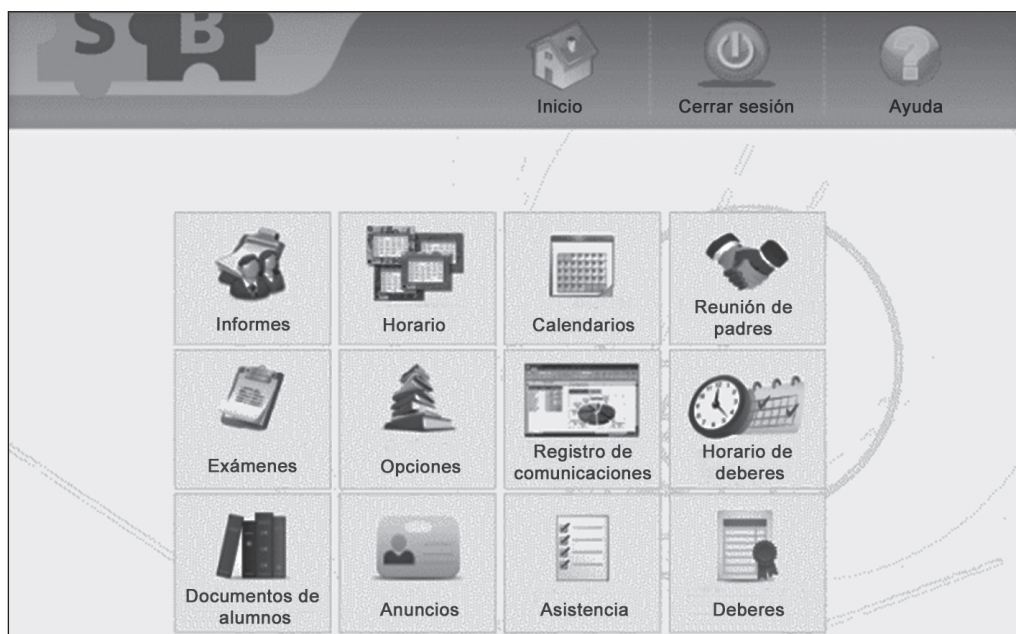 S B
Inicio
Cerrar sesión
Ayuda
Informes
Horario
Calendarios
Reunión de
padres
Exámenes
Opciones
Registro de
comunicaciones
Horario de
deberes
Documentos de
alumnos
Anuncios
Asistencia
Deberes